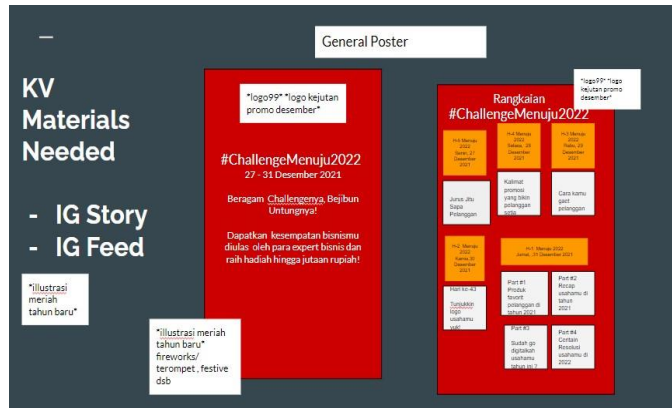 General Poster
KV
Materials
Needed
- IG Story
- IG Feed
*illustrasi
meriah
tahun baru*
*logo99* *logo kejutan
promo desember*
#ChallengeMenuju2022
27 - 31 Desember 2021
Beragam Challengenya, Bejibun
Untungnya!
Dapatkan kesempatan bisnismu
diulas oleh para expert bisnis dan
raih hadiah hingga jutaan rupiah!
*illustrasi meriah
tahun baru*
fireworks/
terompet , festive
dsb
*logo99* *logo
kejutan promo
desember*
Rangkaian
#ChallengeMenuju2022
H-5 Menuju
2022
Senin, 27
Desember
2021
H-4 Menuju
2022
Selasa, 28
Desember
2021
H-3 Menuju
2022
Rabu, 29
Desember
2021
Jurus Jitu
Sapa
Pelanggan
Kalimat
promosi
yang bikin
pelanggan
setia
Cara kamu
gaet
pelanggan
H-2 Menuju
2022
Kamis,30
Desember
2021
H-1 Menuju 2022
Jumat, 31 Desember 2021
Hari ke-43
Tunjukkin
logo
usahamu
yuk!
Part #1
Produk
favorit
pelanggan di
tahun 2021
Part #2
Recap
usahamu di
tahun
2021
Part #3
Sudah go
digitalkan
usahamu
tahun ini ?
Part #4
Ceritain
Resolusi
usahamu di
2022